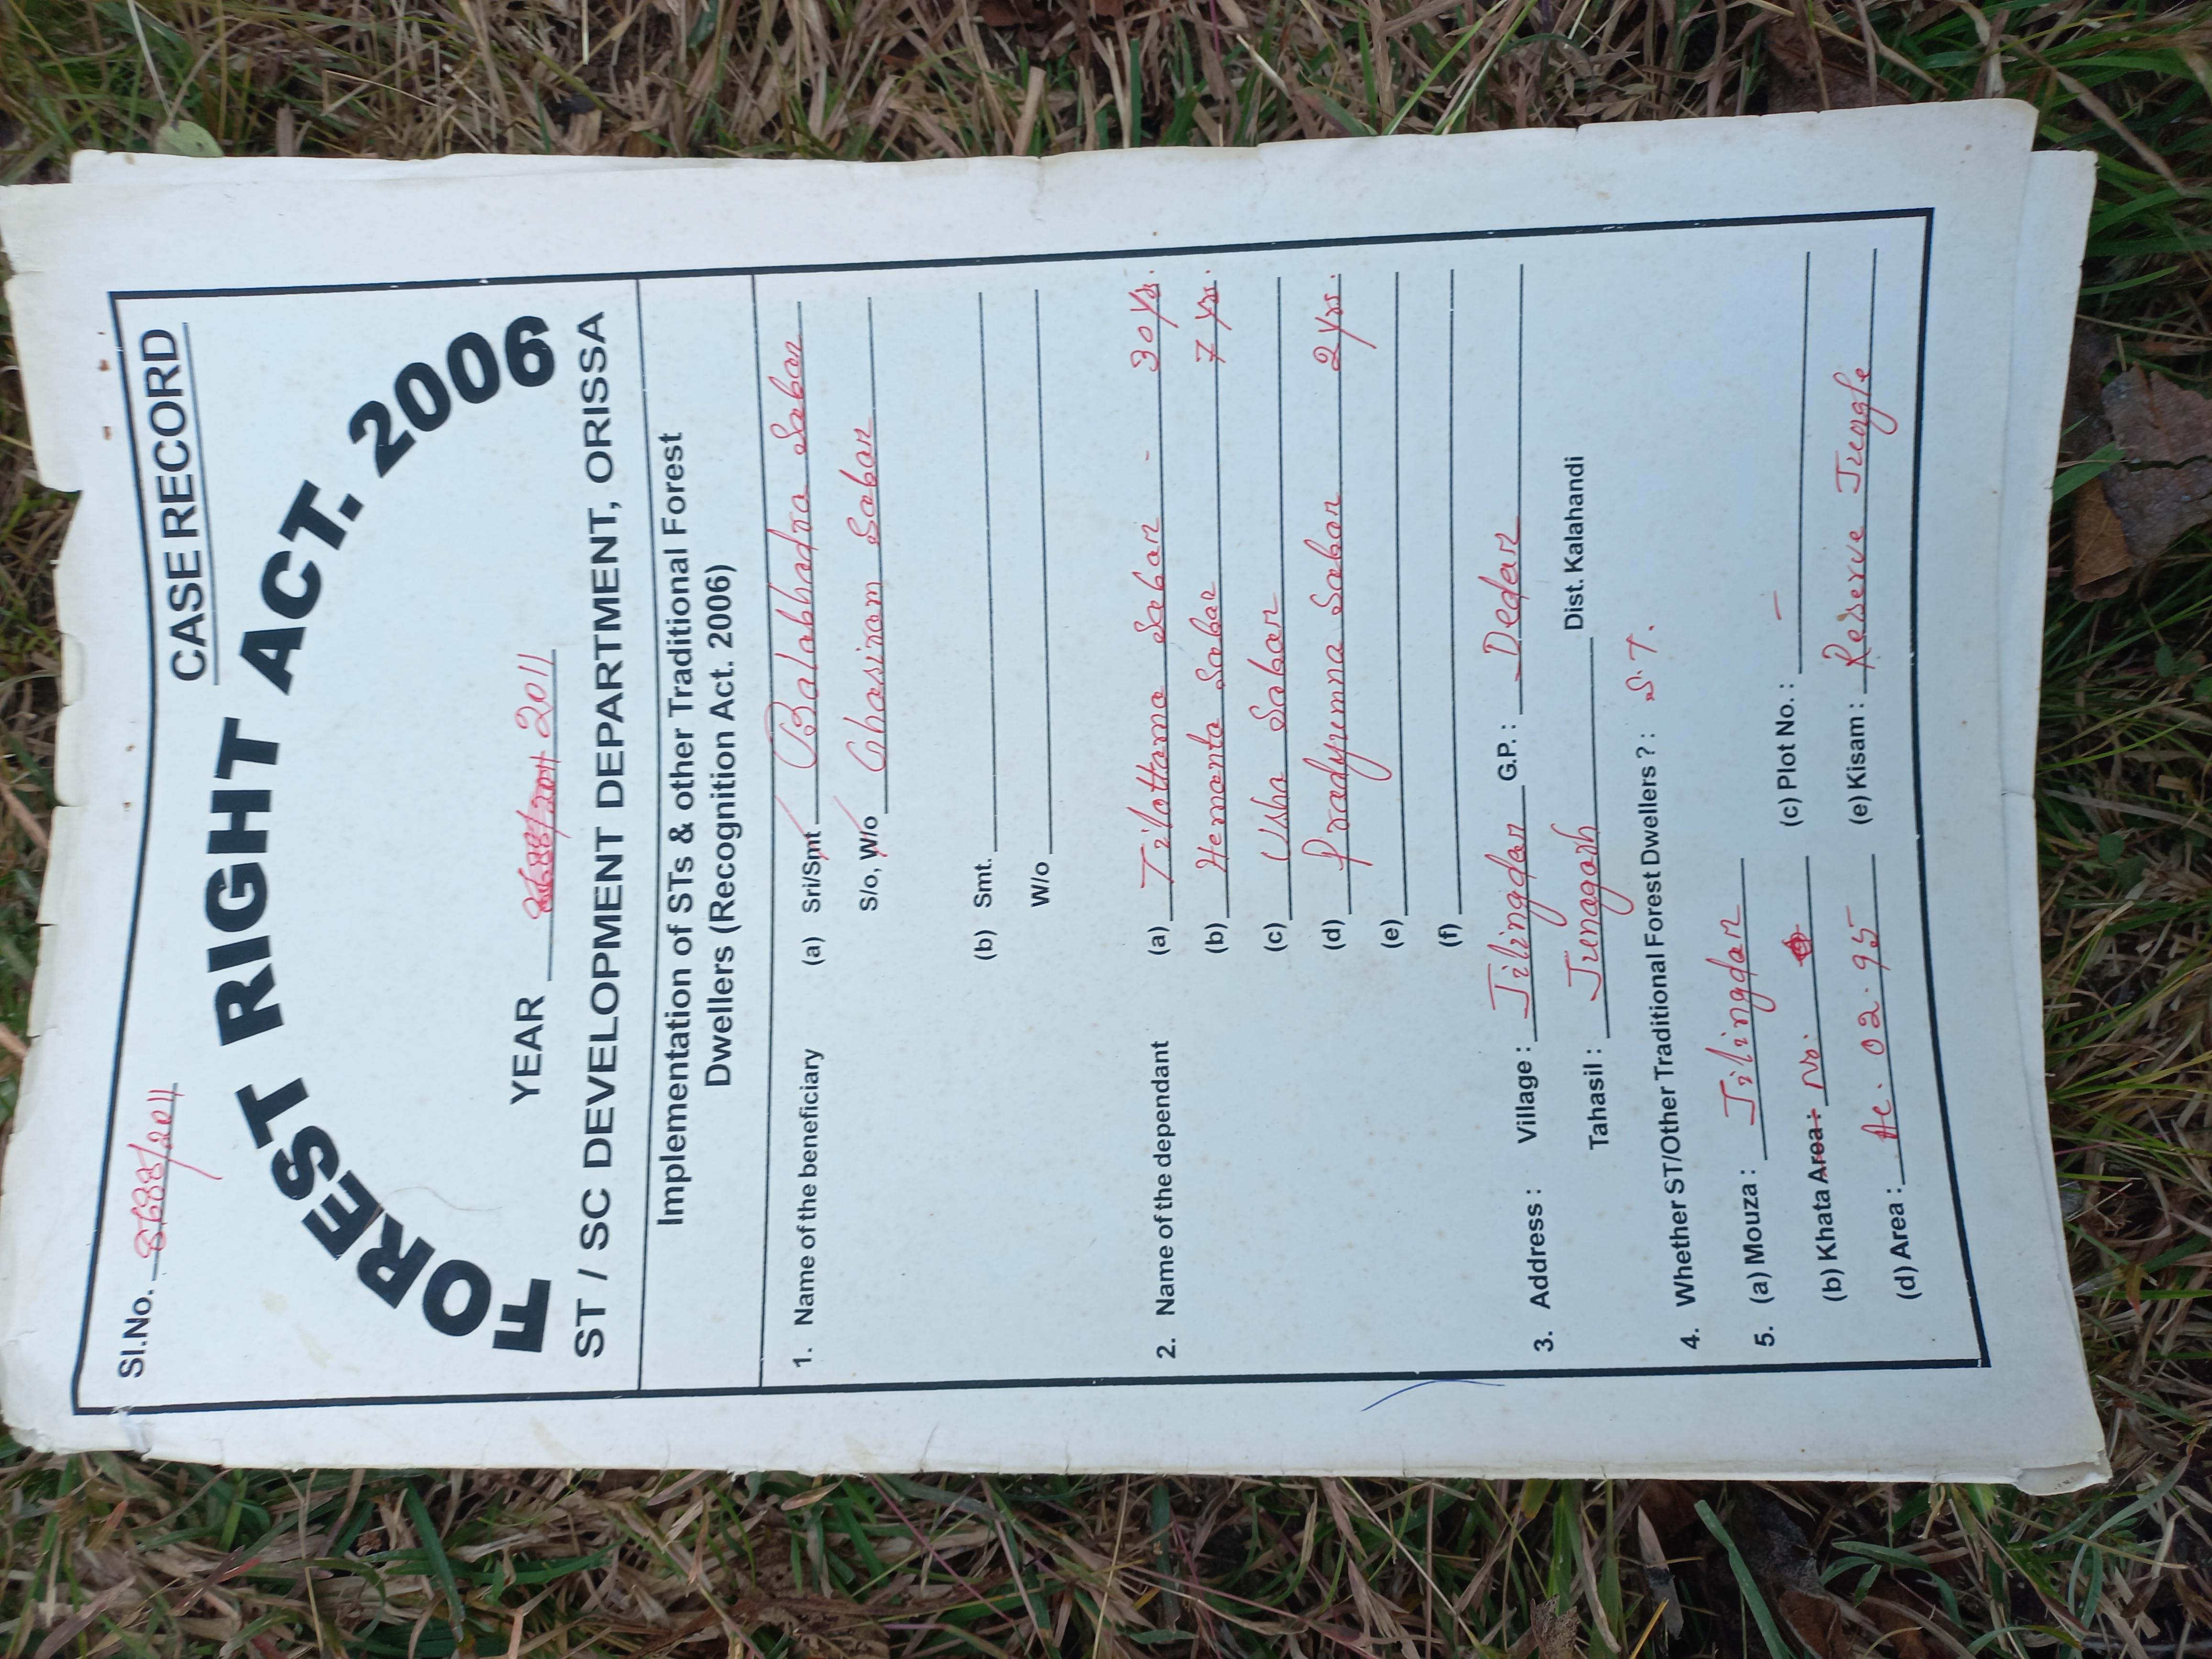 CASE RECORD
Sl.No. 8688/2011
FOREST RIGHT ACT. 2006
YEAR 2011
ST / SC DEVELOPMENT DEPARTMENT, ORISSA
Implementation of STs & other Traditional Forest
Dwellers (Recognition Act. 2006)
1. Name of the beneficiary (a) Sri/Smt Balabhadra Sabar
S/o, W/o Ghasiram Sabar
(b) Smt.
W/o
2. Name of the dependant (a) Tilottama Sabar - 30 yrs.
(b) Hemanta Sabar 7 yrs.
(c) Usha Sabar
(d) Pradyumna Sabar 2 yrs.
(e)
(f)
3. Address : Village : Jilingdar G.P. : Dedar
Tahasil : Junagarh Dist. Kalahandi
4. Whether ST/Other Traditional Forest Dwellers ? : S.T.
5. (a) Mouza : Jilingdar
(b) Khata Area : No. (c) Plot No. : -
(d) Area : Ac. 02.95 (e) Kisam : Reserve Jungle